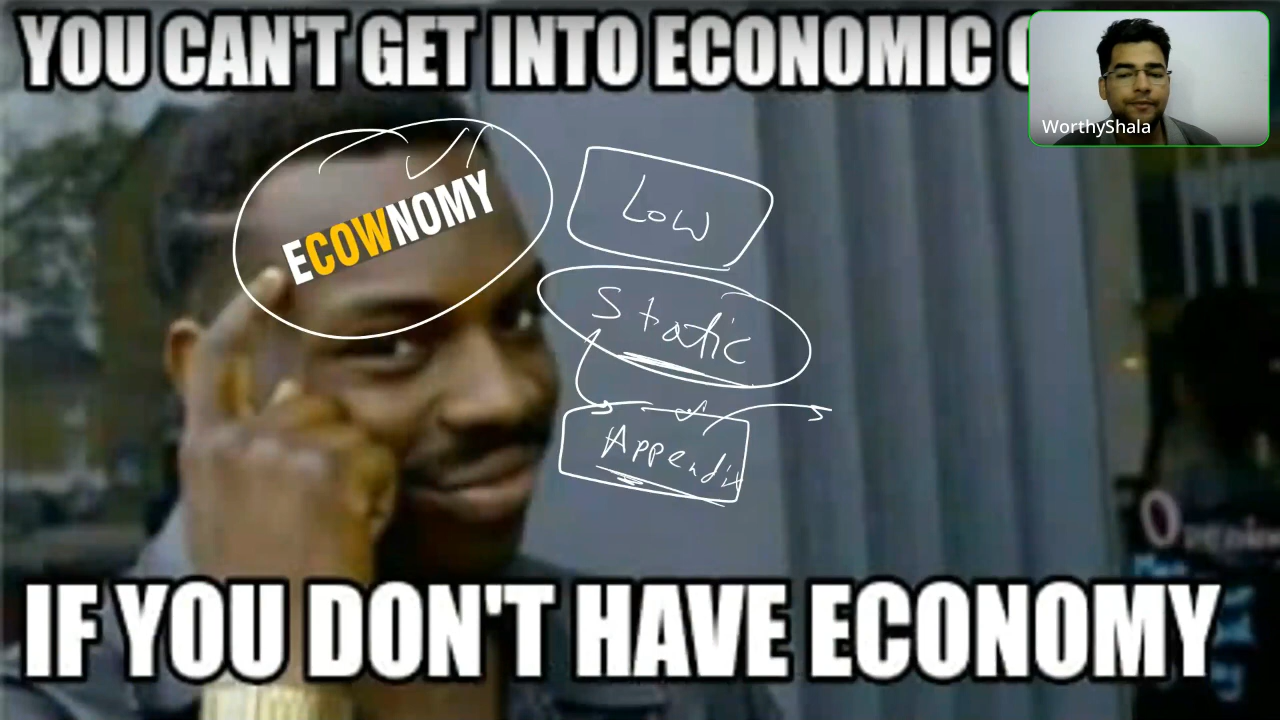 YOU CAN'T GET INTO ECONOMIC
WorthyShala
ECOWNOMY
Low
Static
Appendix
IF YOU DON'T HAVE ECONOMY